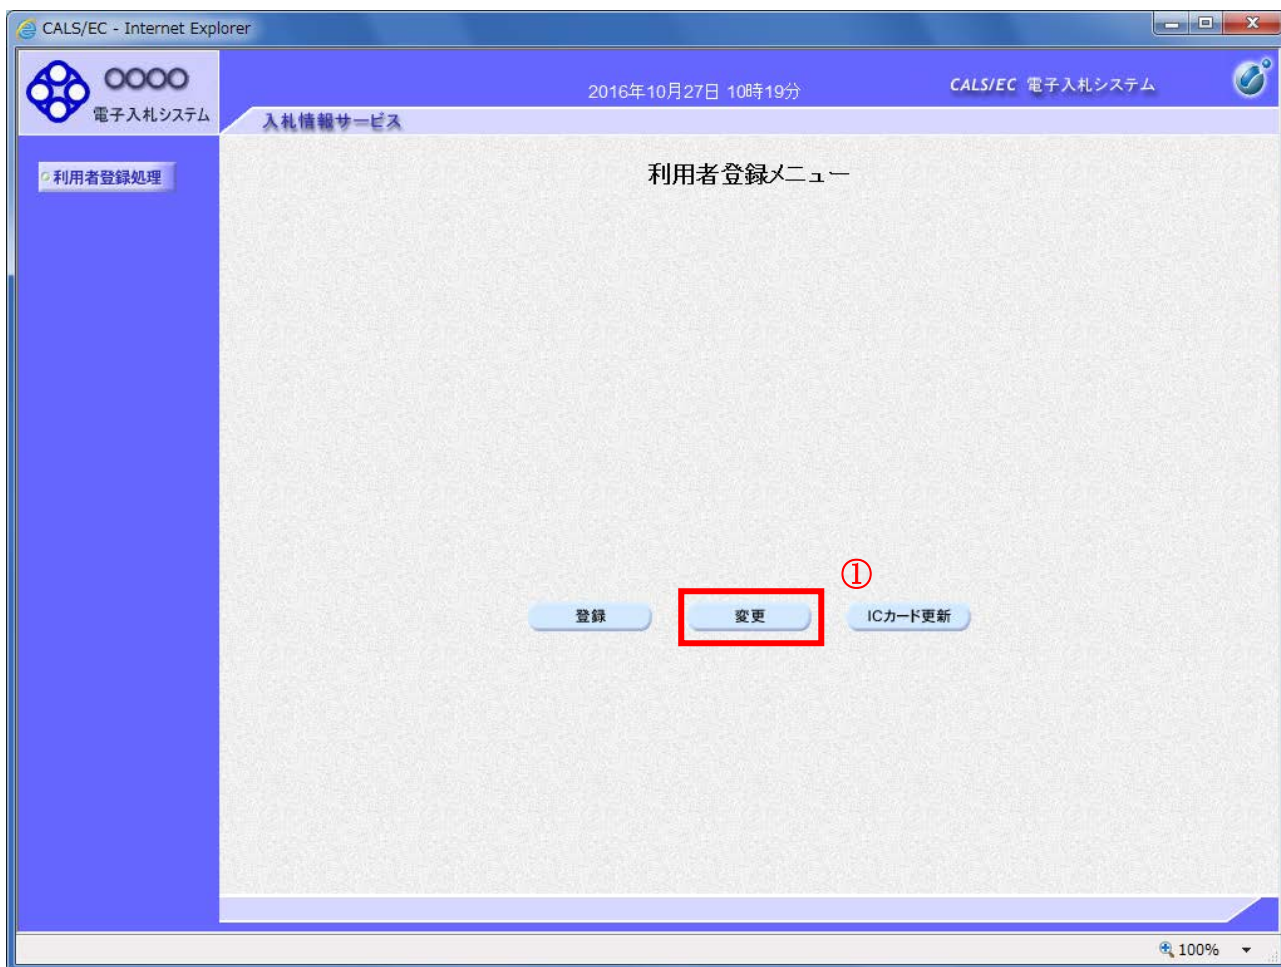 CALS/EC - Internet Explorer
○○○○
電子入札システム
2016年10月27日 10時19分
CALS/EC 電子入札システム
入札情報サービス
利用者登録処理
利用者登録メニュー
①
登録
変更
ICカード更新
100%